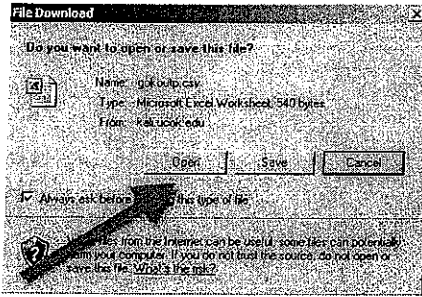 File Download
Do you want to open or save this file?
Name: gokoutp.csv
Type: Microsoft Excel Worksheet, 540 bytes
From: kali.ucok.edu
Open Save Cancel
Always ask before this type of file
files from the Internet can be useful, some files can potentially
your computer. If you do not trust the source, do not open or
save this file. What's the risk?